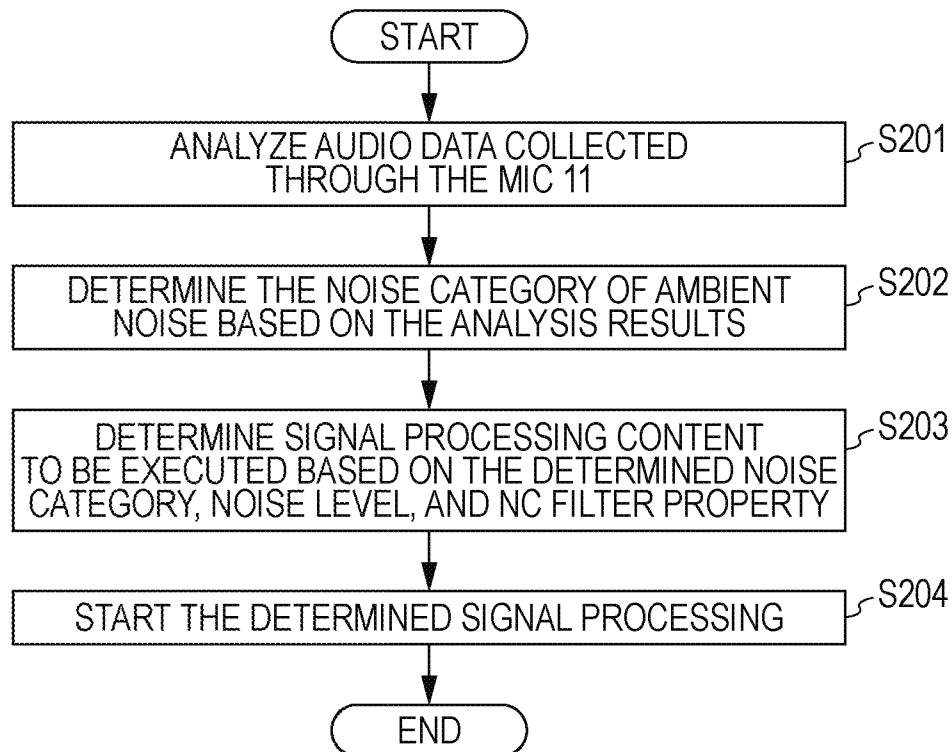 START
ANALYZE AUDIO DATA COLLECTED
THROUGH THE MIC 11
S201
DETERMINE THE NOISE CATEGORY OF AMBIENT
NOISE BASED ON THE ANALYSIS RESULTS
S202
DETERMINE SIGNAL PROCESSING CONTENT
TO BE EXECUTED BASED ON THE DETERMINED NOISE
CATEGORY, NOISE LEVEL, AND NC FILTER PROPERTY
S203
START THE DETERMINED SIGNAL PROCESSING
S204
END